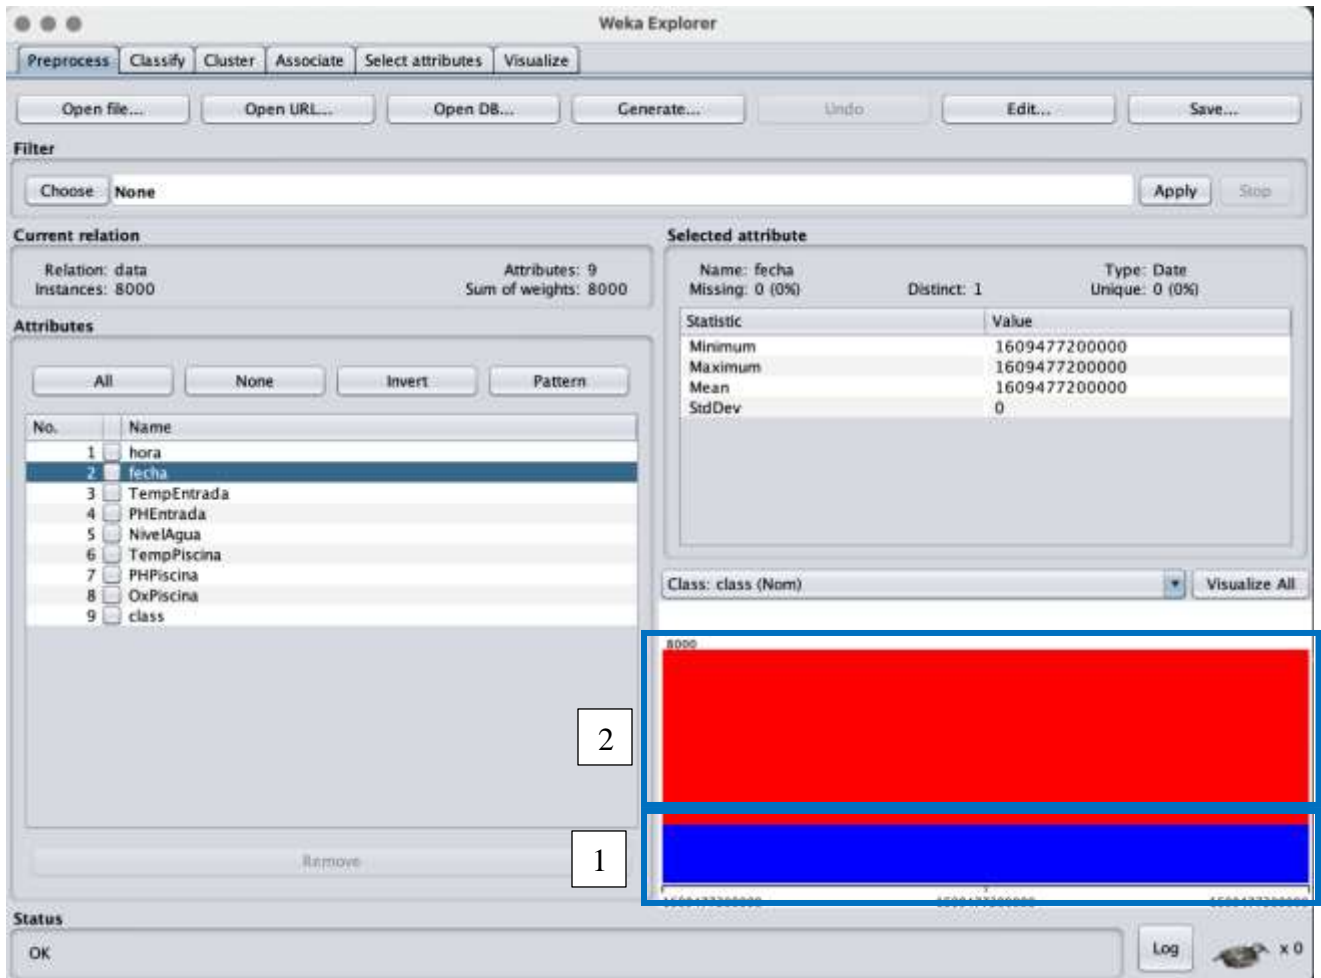 Weka Explorer
Preprocess Classify Cluster Associate Select attributes Visualize
Open file... Open URL... Open DB... Generate... Undo Edit... Save...
Filter
Choose None Apply Stop
Current relation
Relation: data Attributes: 9
Instances: 8000 Sum of weights: 8000
Selected attribute
Name: fecha Type: Date
Missing: 0 (0%) Distinct: 1 Unique: 0 (0%)
Statistic Value
Minimum 1609477200000
Maximum 1609477200000
Mean 1609477200000
StdDev 0
Attributes
All None Invert Pattern
No. Name
1 hora
2 fecha
3 TempEntrada
4 PHEntrada
5 NivelAgua
6 TempPiscina
7 PHPiscina
8 OxPiscina
9 class
Remove
Class: class (Nom) Visualize All
8000
2
1
Status
OK
Log x 0